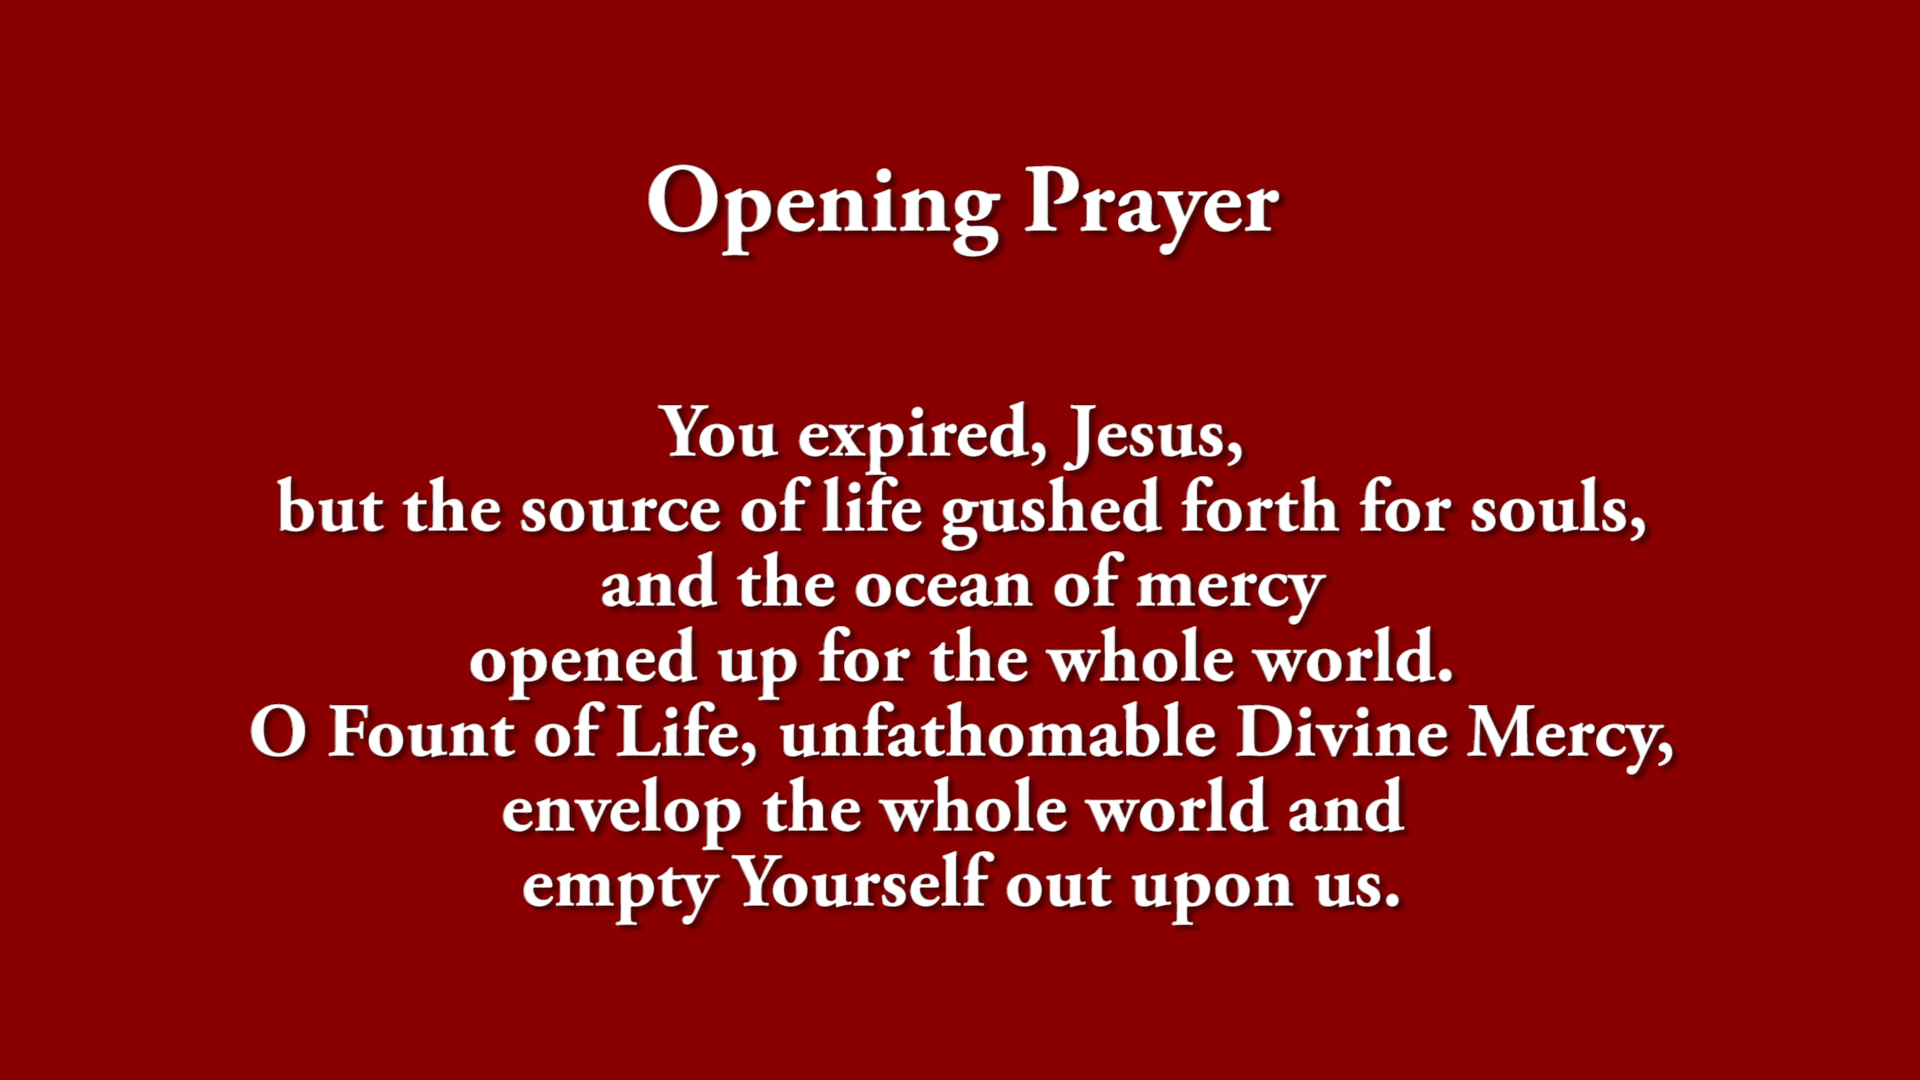 Opening Prayer
You expired, Jesus,
but the source of life gushed forth for souls,
and the ocean of mercy
opened up for the whole world.
O Fount of Life, unfathomable Divine Mercy,
envelop the whole world and
empty Yourself out upon us.